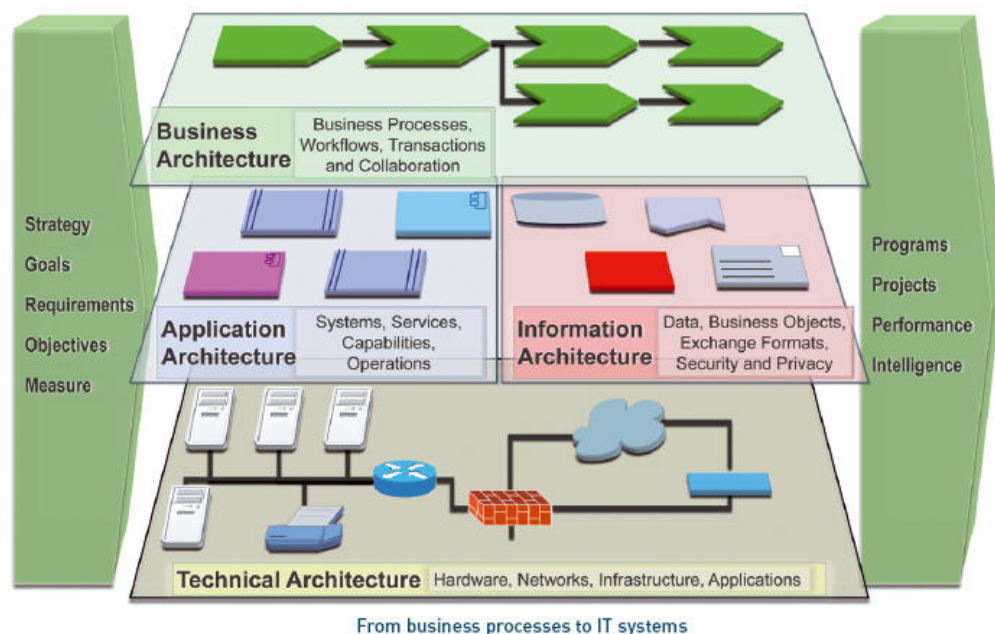 Business
Architecture
Business Processes,
Workflows, Transactions
and Collaboration
Strategy
Goals
Requirements
Objectives
Measure
Application
Architecture
Systems, Services,
Capabilities,
Operations
Information
Architecture
Data, Business Objects,
Exchange Formats,
Security and Privacy
Programs
Projects
Performance
Intelligence
Technical Architecture
Hardware, Networks, Infrastructure, Applications
From business processes to IT systems